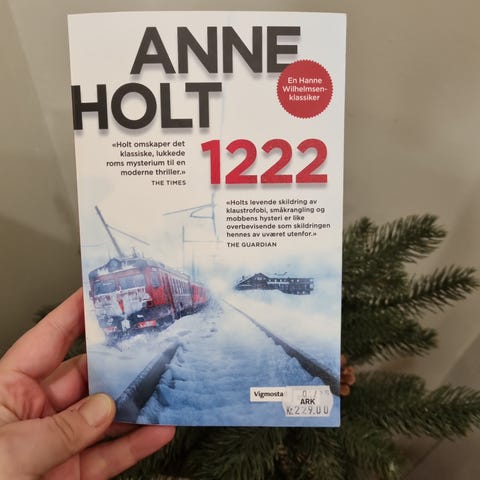 ANNE
HOLT
En Hanne
Wilhelmsen-
klassiker
«Holt omskaper det
klassiske, lukkede
roms mysterium til en
moderne thriller.»
THE TIMES
1222
«Holts levende skildring av
klaustrofobi, småkrangling og
mobbens hysteri er like
overbevisende som skildringen
hennes av uværet utenfor.»
THE GUARDIAN
ARK
Kr 229.00